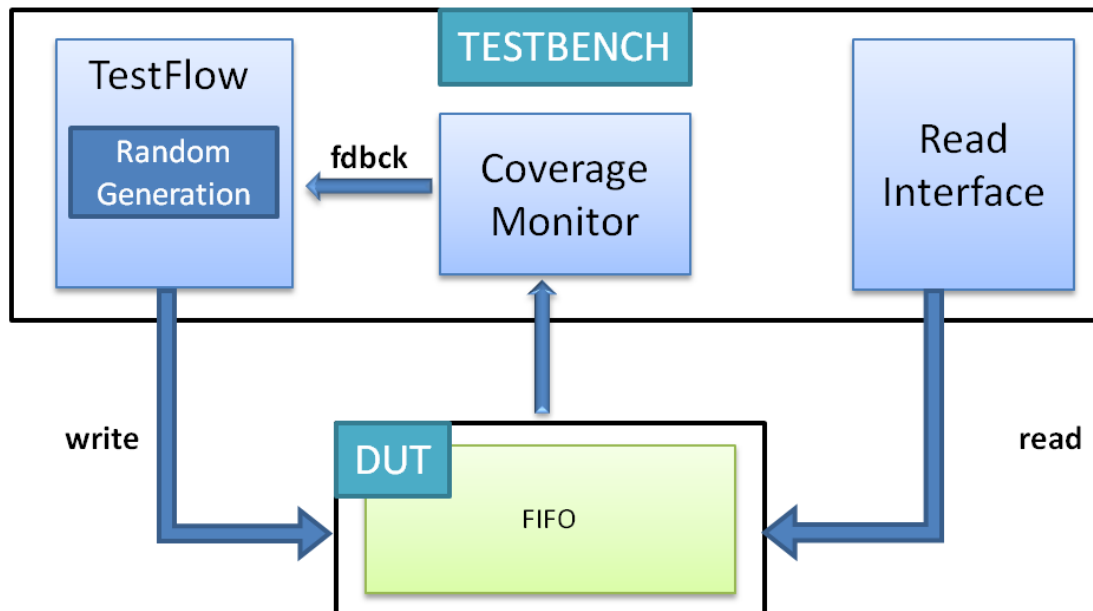 TESTBENCH
TestFlow
Random
Generation
fdbck
Coverage
Monitor
Read
Interface
write
read
DUT
FIFO